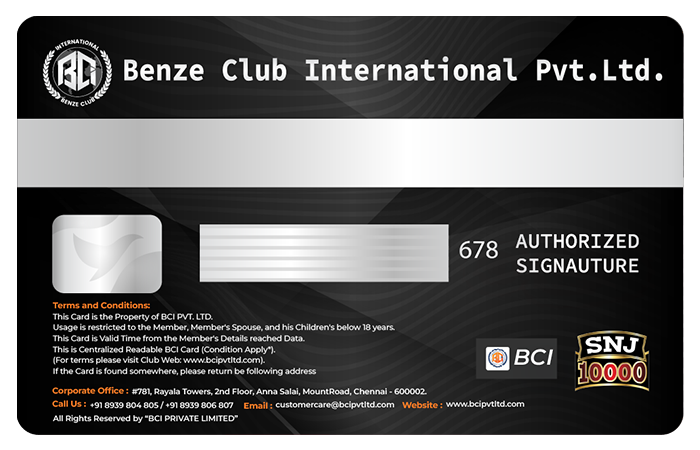 INTERNATIONAL
BCI
BENZE CLUB
Benze Club International Pvt.Ltd.
678
AUTHORIZED
SIGNAUTURE
Terms and Conditions:
This Card is the Property of BCI PVT. LTD.
Usage is restricted to the Member, Member's Spouse, and his Children's below 18 years.
This Card is Valid Time from the Member's Details reached Data.
This is Centralized Readable BCI Card (Condition Apply*).
(For terms please visit Club Web: www.bcipvtltd.com).
If the Card is found somewhere, please return be following address
BCI
SNJ
10000
Corporate Office : #781, Rayala Towers, 2nd Floor, Anna Salai, MountRoad, Chennai - 600002.
Call Us : +91 8939 804 805 / +91 8939 806 807 Email : customercare@bcipvtltd.com Website : www.bcipvtltd.com
All Rights Reserved by “BCI PRIVATE LIMITED”